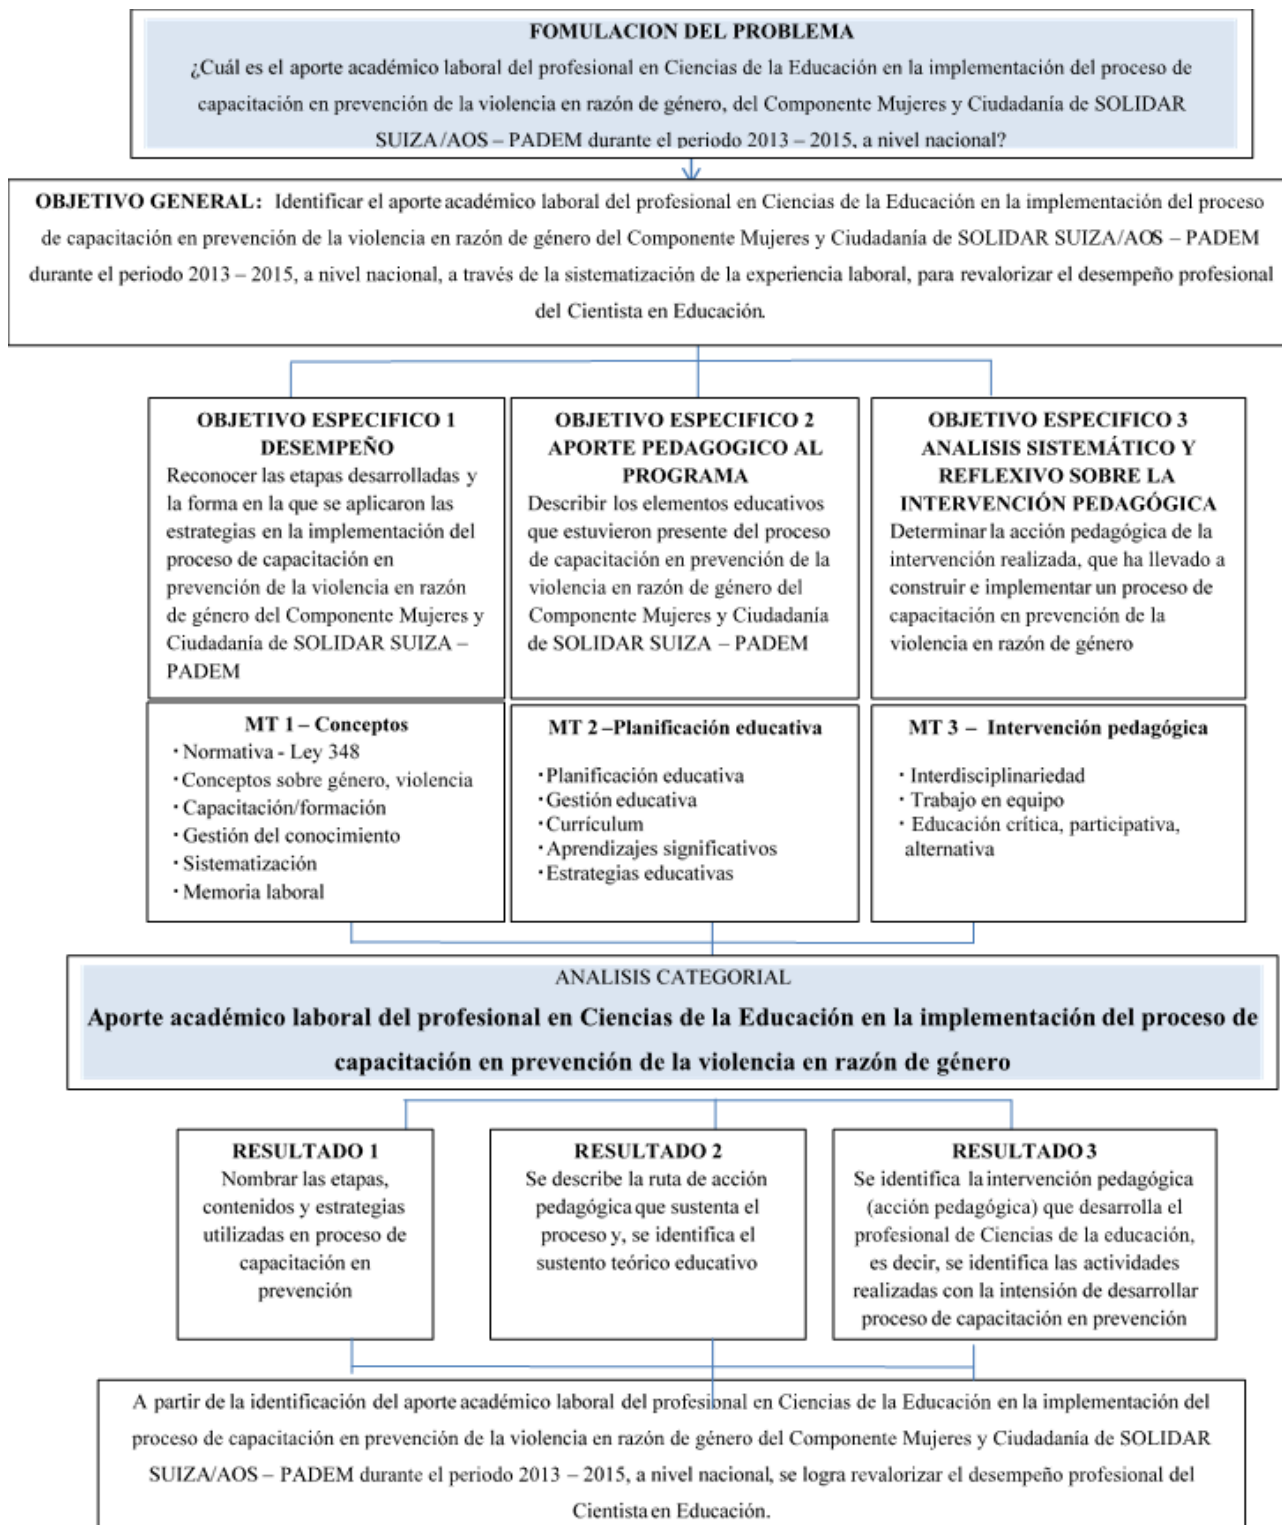 FOMULACION DEL PROBLEMA
¿Cuál es el aporte académico laboral del profesional en Ciencias de la Educación en la implementación del proceso de
capacitación en prevención de la violencia en razón de género, del Componente Mujeres y Ciudadanía de SOLIDAR
SUIZA/AOS – PADEM durante el periodo 2013 – 2015, a nivel nacional?
OBJETIVO GENERAL: Identificar el aporte académico laboral del profesional en Ciencias de la Educación en la implementación del proceso
de capacitación en prevención de la violencia en razón de género del Componente Mujeres y Ciudadanía de SOLIDAR SUIZA/AOS – PADEM
durante el periodo 2013 – 2015, a nivel nacional, a través de la sistematización de la experiencia laboral, para revalorizar el desempeño profesional
del Cientista en Educación.
OBJETIVO ESPECIFICO 1
DESEMPEÑO
Reconocer las etapas desarrolladas y
la forma en la que se aplicaron las
estrategias en la implementación del
proceso de capacitación en
prevención de la violencia en razón
de género del Componente Mujeres y
Ciudadanía de SOLIDAR SUIZA –
PADEM
OBJETIVO ESPECIFICO 2
APORTE PEDAGOGICO AL
PROGRAMA
Describir los elementos educativos
que estuvieron presente del proceso
de capacitación en prevención de la
violencia en razón de género del
Componente Mujeres y Ciudadanía
de SOLIDAR SUIZA – PADEM
OBJETIVO ESPECIFICO 3
ANALISIS SISTEMÁTICO Y
REFLEXIVO SOBRE LA
INTERVENCIÓN PEDAGÓGICA
Determinar la acción pedagógica de la
intervención realizada, que ha llevado a
construir e implementar un proceso de
capacitación en prevención de la
violencia en razón de género
MT 1 – Conceptos
· Normativa - Ley 348
· Conceptos sobre género, violencia
· Capacitación/formación
· Gestión del conocimiento
· Sistematización
· Memoria laboral
MT 2 –Planificación educativa
· Planificación educativa
· Gestión educativa
· Currículum
· Aprendizajes significativos
· Estrategias educativas
MT 3 – Intervención pedagógica
· Interdisciplinariedad
· Trabajo en equipo
· Educación crítica, participativa,
alternativa
ANALISIS CATEGORIAL
Aporte académico laboral del profesional en Ciencias de la Educación en la implementación del proceso de
capacitación en prevención de la violencia en razón de género
RESULTADO 1
Nombrar las etapas,
contenidos y estrategias
utilizadas en proceso de
capacitación en
prevención
RESULTADO 2
Se describe la ruta de acción
pedagógica que sustenta el
proceso y, se identifica el
sustento teórico educativo
RESULTADO 3
Se identifica la intervención pedagógica
(acción pedagógica) que desarrolla el
profesional de Ciencias de la educación,
es decir, se identifica las actividades
realizadas con la intensión de desarrollar
proceso de capacitación en prevención
A partir de la identificación del aporte académico laboral del profesional en Ciencias de la Educación en la implementación del
proceso de capacitación en prevención de la violencia en razón de género del Componente Mujeres y Ciudadanía de SOLIDAR
SUIZA/AOS – PADEM durante el periodo 2013 – 2015, a nivel nacional, se logra revalorizar el desempeño profesional del
Cientista en Educación.